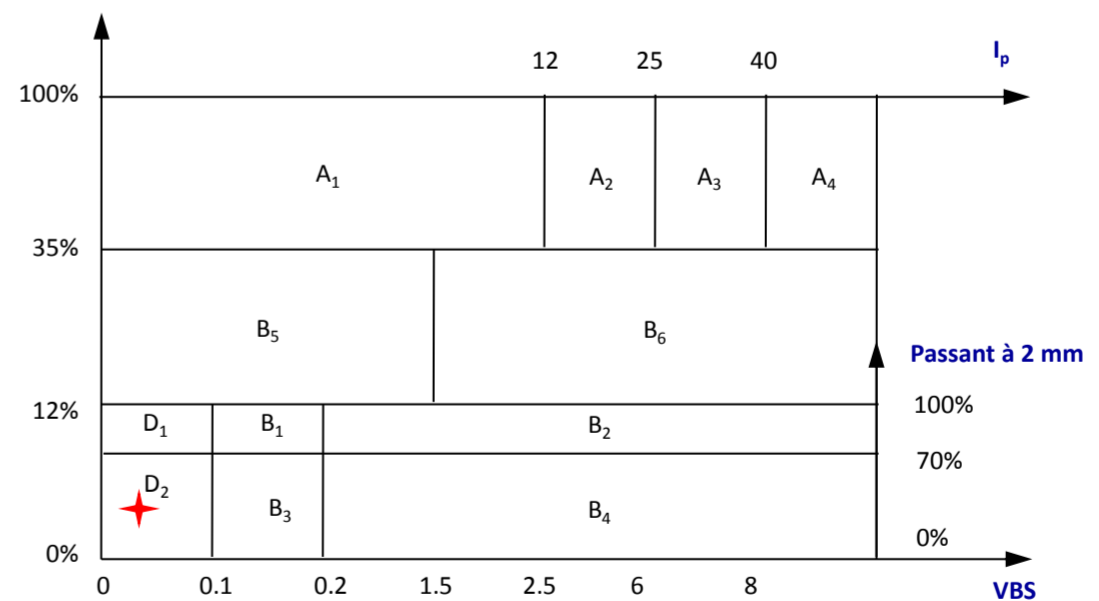 12 25 40 I_p
100%
A₁ A₂ A₃ A₄
35%
B₅ B₆
Passant à 2 mm
12% 100%
D₁ B₁ B₂
70%
D₂
B₃ B₄
0% 0%
0 0.1 0.2 1.5 2.5 6 8 VBS